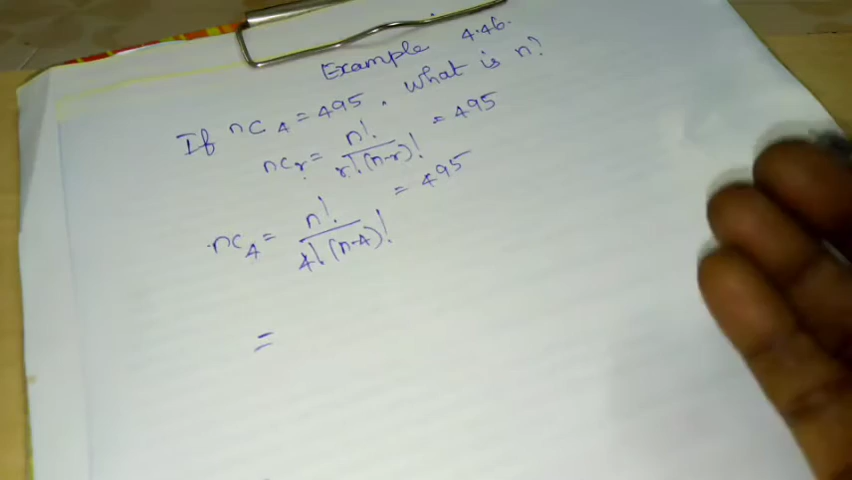 Example 4.46.
If nC4 = 495. What is n?
nCr = n!/r!(n-r)! = 495
nC4 = n!/4!(n-4)! = 495
=